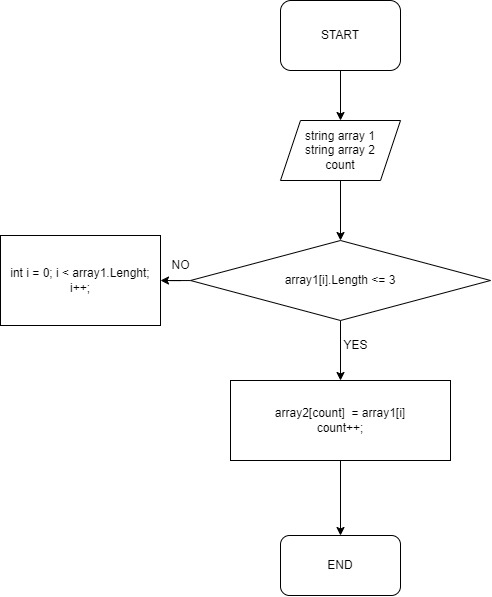 START
string array 1
string array 2
count
array1[i].Length <= 3
NO
int i = 0; i < array1.Lenght;
i++;
YES
array2[count]  = array1[i]
count++;
END